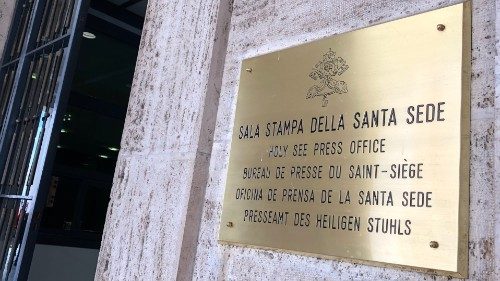 SALA STAMPA DELLA SANTA SEDE
HOLY SEE PRESS OFFICE
BUREAU DE PRESSE DU SAINT-SIÈGE
OFICINA DE PRENSA DE LA SANTA SEDE
PRESSEAMT DES HEILIGEN STUHLS